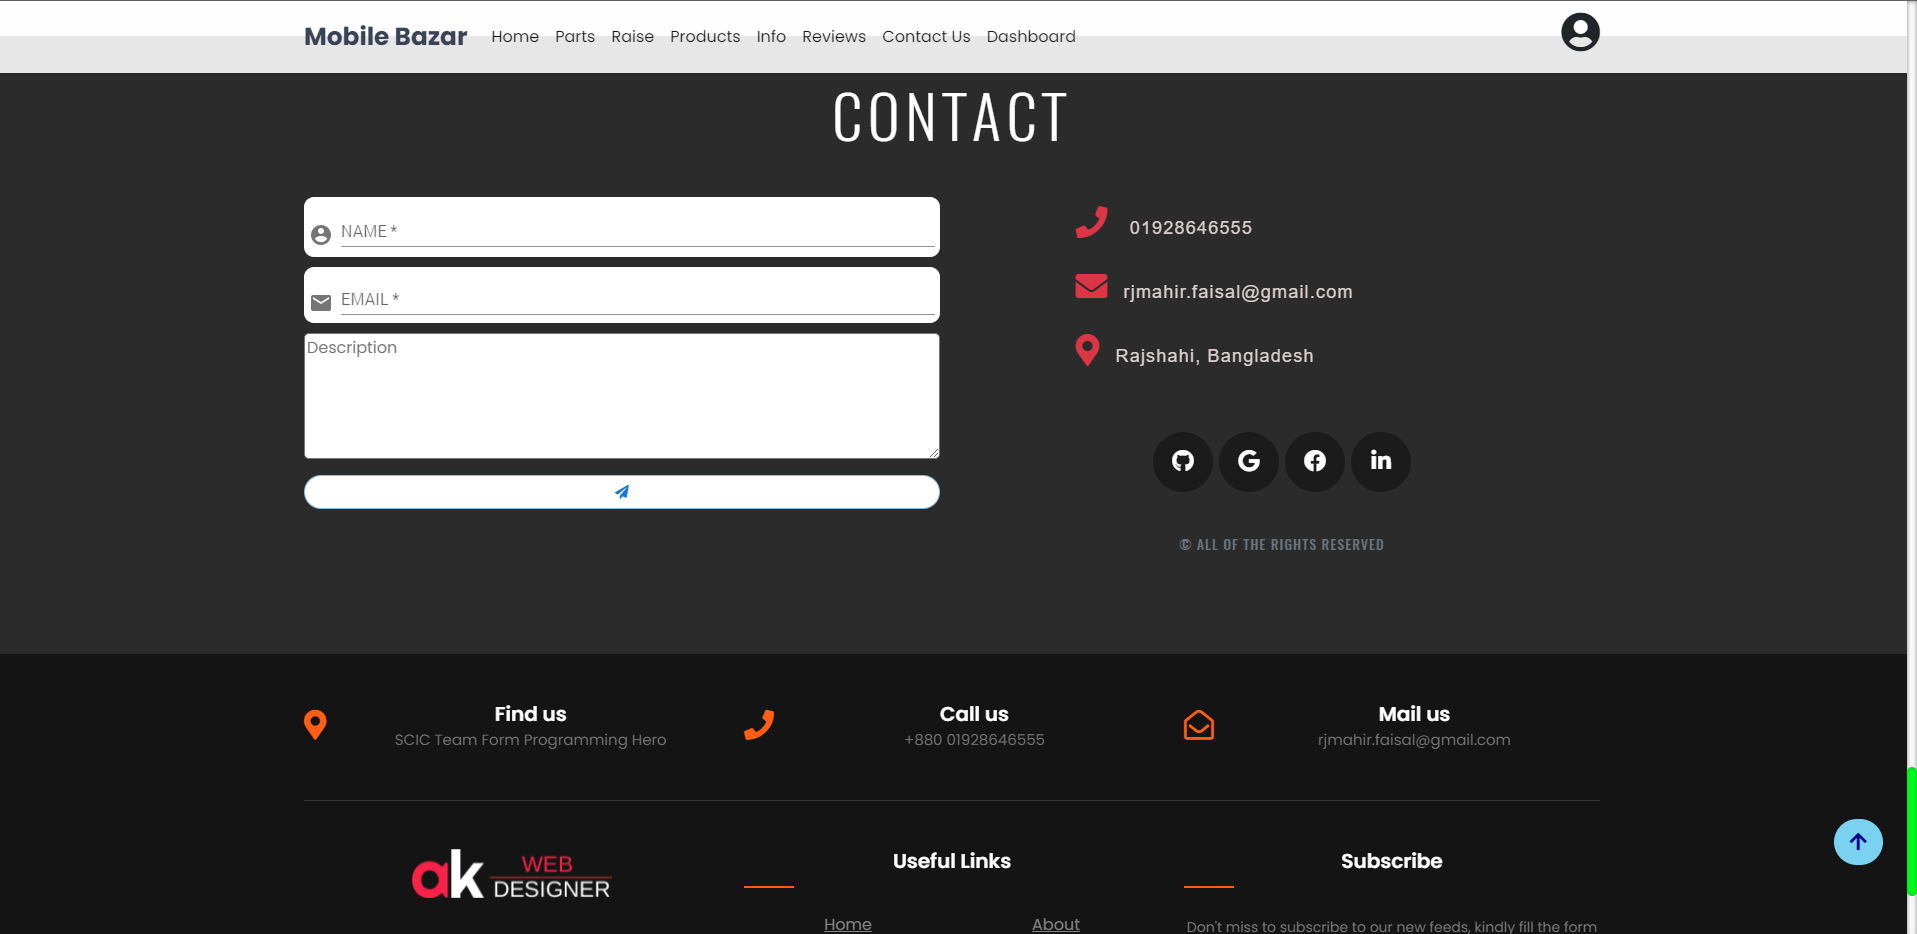 Mobile Bazar Home Parts Raise Products Info Reviews Contact Us Dashboard
CONTACT
NAME *
EMAIL *
Description
01928646555
rjmahir.faisal@gmail.com
Rajshahi, Bangladesh
© ALL OF THE RIGHTS RESERVED
Find us
SCIC Team Form Programming Hero
Call us
+880 01928646555
Mail us
rjmahir.faisal@gmail.com
ak WEB DESIGNER
Useful Links
Home About
Subscribe
Don't miss to subscribe to our new feeds, kindly fill the form